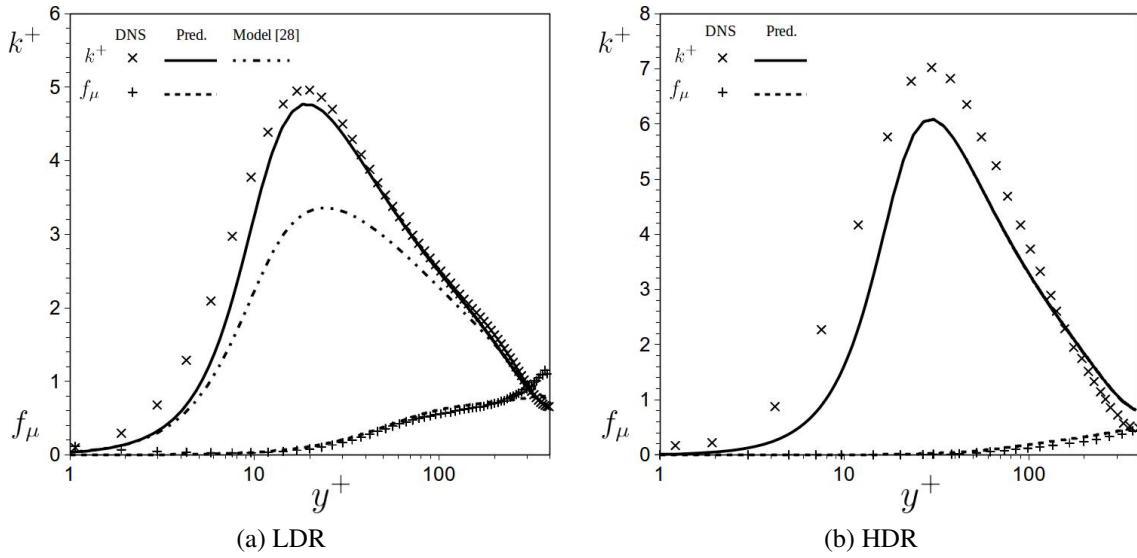 6
5
4
3
2
1
0
k⁺
f_μ
DNS Pred. Model [28]
k⁺
f_μ
1 10 100
y⁺
(a) LDR
8
7
6
5
4
3
2
1
0
k⁺
f_μ
DNS Pred.
k⁺
f_μ
1 10 100
y⁺
(b) HDR